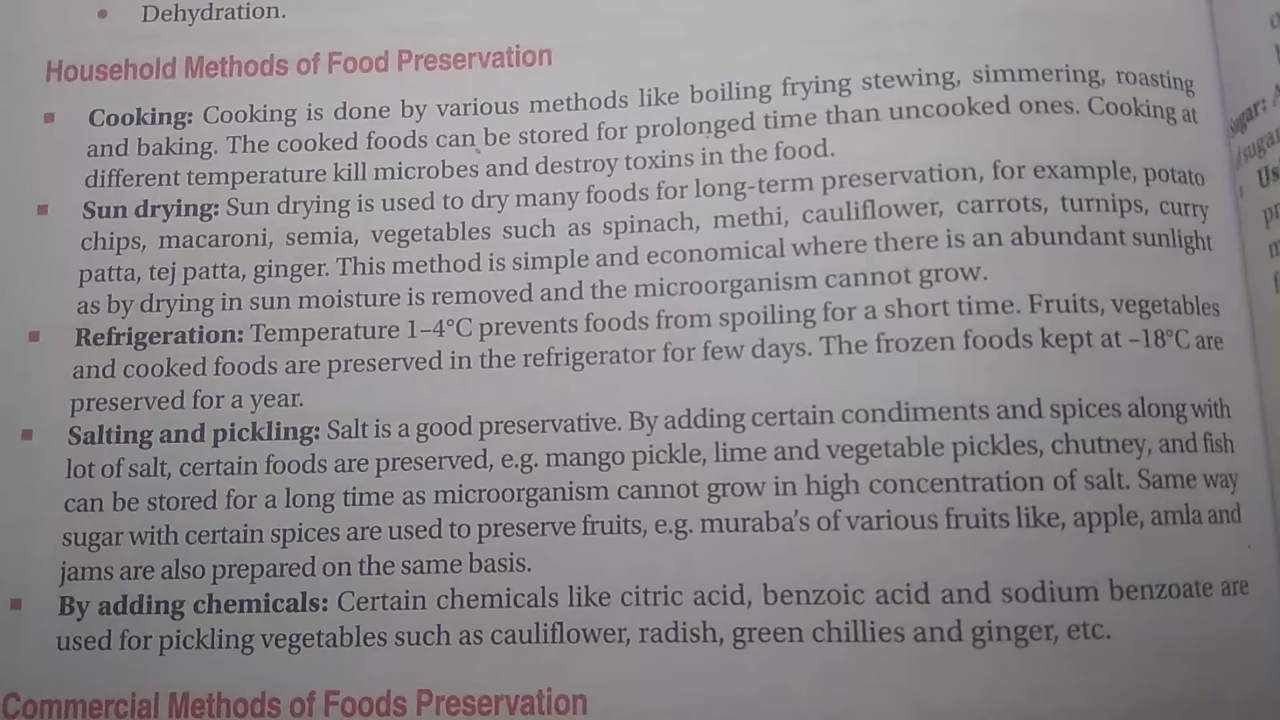 • Dehydration.
Household Methods of Food Preservation
▪ Cooking: Cooking is done by various methods like boiling frying stewing, simmering, roasting
and baking. The cooked foods can be stored for prolonged time than uncooked ones. Cooking at
different temperature kill microbes and destroy toxins in the food.
▪ Sun drying: Sun drying is used to dry many foods for long-term preservation, for example, potato
chips, macaroni, semia, vegetables such as spinach, methi, cauliflower, carrots, turnips, curry
patta, tej patta, ginger. This method is simple and economical where there is an abundant sunlight
as by drying in sun moisture is removed and the microorganism cannot grow.
▪ Refrigeration: Temperature 1–4°C prevents foods from spoiling for a short time. Fruits, vegetables
and cooked foods are preserved in the refrigerator for few days. The frozen foods kept at –18°C are
preserved for a year.
▪ Salting and pickling: Salt is a good preservative. By adding certain condiments and spices along with
lot of salt, certain foods are preserved, e.g. mango pickle, lime and vegetable pickles, chutney, and fish
can be stored for a long time as microorganism cannot grow in high concentration of salt. Same way
sugar with certain spices are used to preserve fruits, e.g. muraba's of various fruits like, apple, amla and
jams are also prepared on the same basis.
▪ By adding chemicals: Certain chemicals like citric acid, benzoic acid and sodium benzoate are
used for pickling vegetables such as cauliflower, radish, green chillies and ginger, etc.
Commercial Methods of Foods Preservation